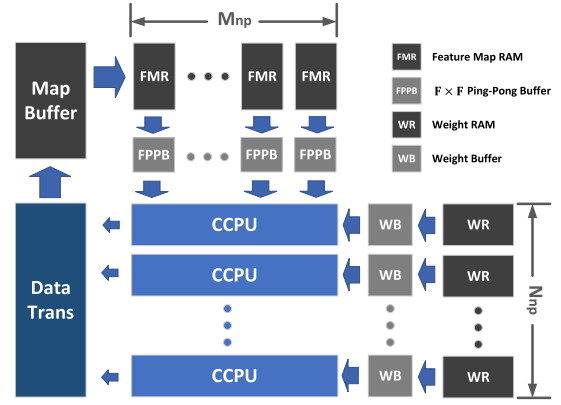 Mnp
Map
Buffer
FMR
FMR
FMR
FMR
Feature Map RAM
FPPB
F × F Ping-Pong Buffer
WR
Weight RAM
WB
Weight Buffer
FPPB
FPPB
FPPB
Data
Trans
CCPU
WB
WR
CCPU
WB
WR
CCPU
WB
WR
Nnp